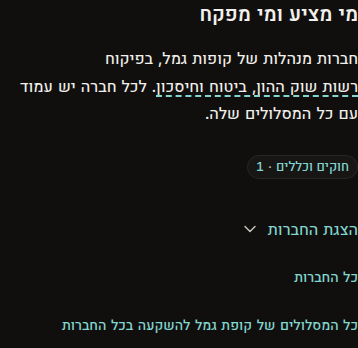 מי מציע ומי מפקח
חברות מנהלות של קופות גמל, בפיקוח
רשות שוק ההון, ביטוח וחיסכון. לכל חברה יש עמוד
עם כל המסלולים שלה.
חוקים וכללים · 1
הצגת החברות
כל החברות
כל המסלולים של קופת גמל להשקעה בכל החברות